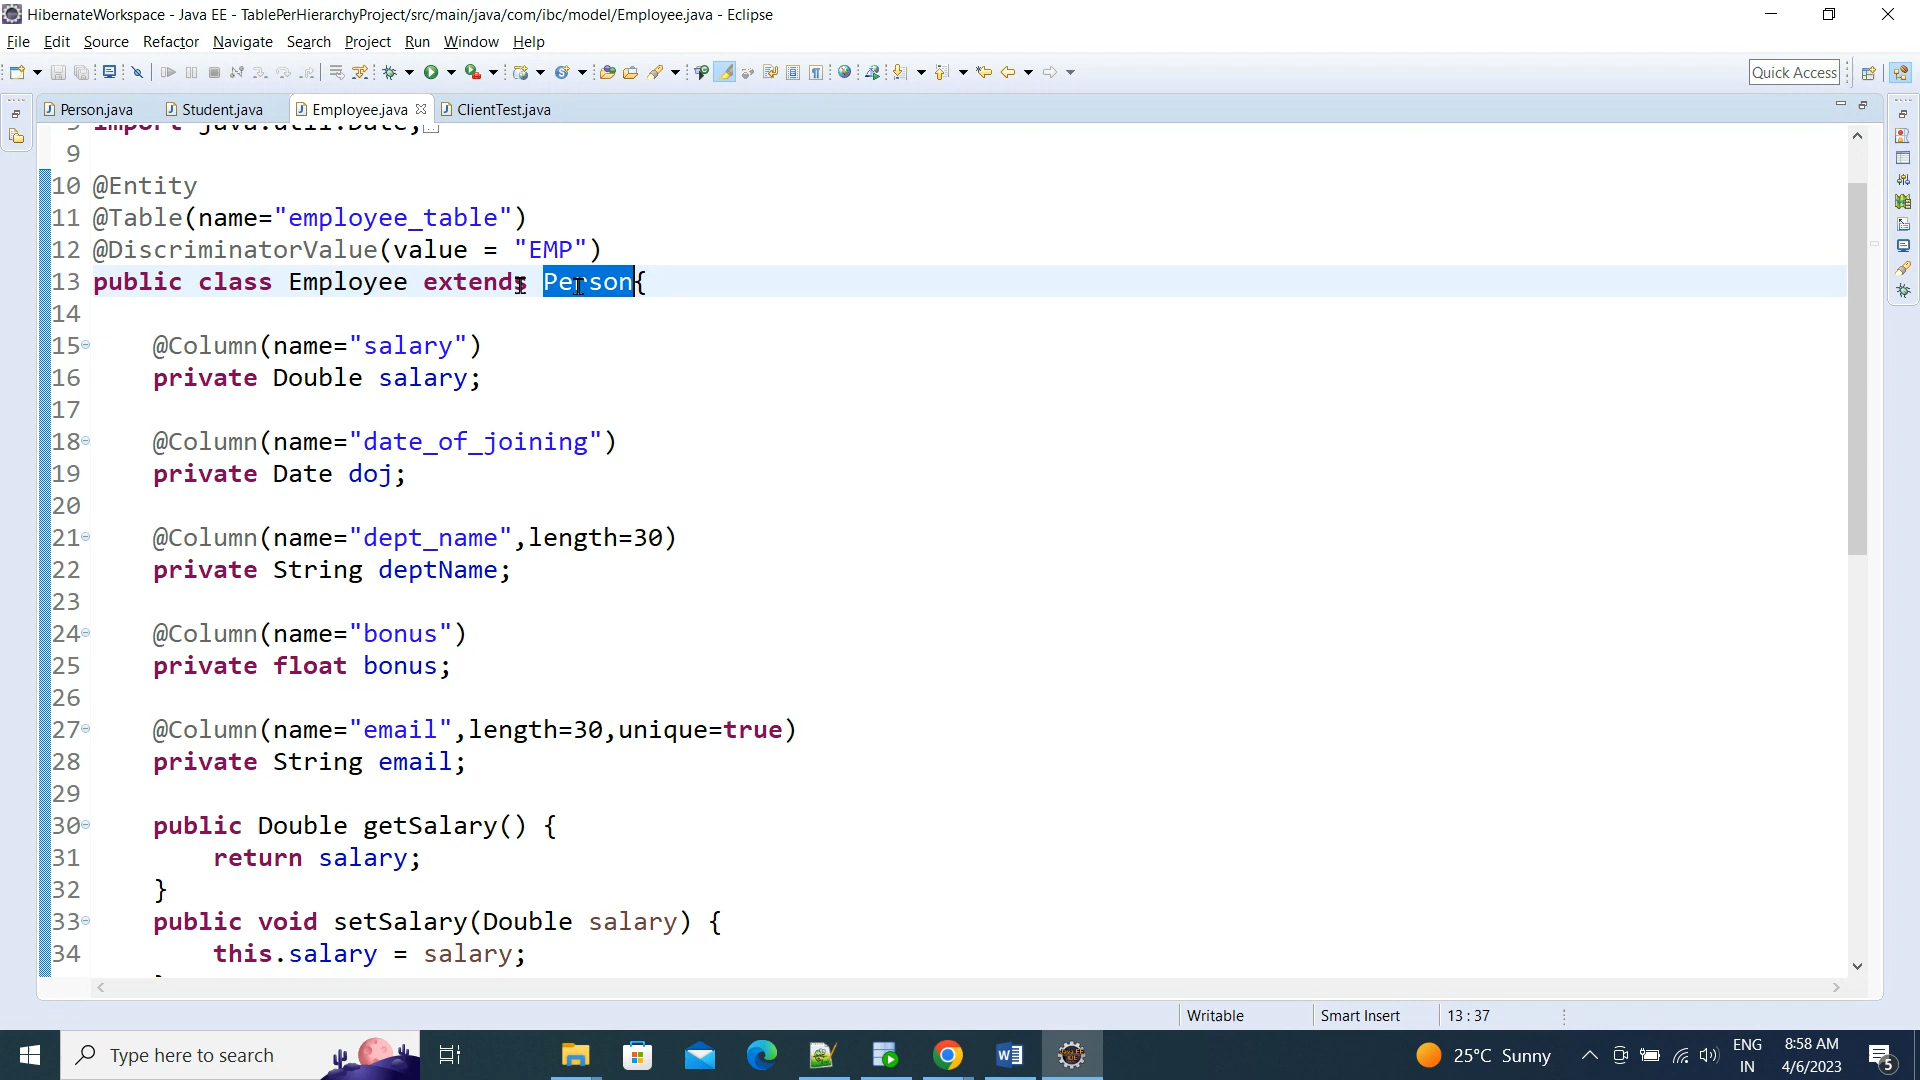 HibernateWorkspace - Java EE - TablePerHierarchyProject/src/main/java/com/ibc/model/Employee.java - Eclipse
File Edit Source Refactor Navigate Search Project Run Window Help
Quick Access
Person.java Student.java Employee.java ClientTest.java
import java.util.Date;
9
10 @Entity
11 @Table(name="employee_table")
12 @DiscriminatorValue(value = "EMP")
13 public class Employee extends Person{
14
15 @Column(name="salary")
16 private Double salary;
17
18 @Column(name="date_of_joining")
19 private Date doj;
20
21 @Column(name="dept_name",length=30)
22 private String deptName;
23
24 @Column(name="bonus")
25 private float bonus;
26
27 @Column(name="email",length=30,unique=true)
28 private String email;
29
30 public Double getSalary() {
31 return salary;
32 }
33 public void setSalary(Double salary) {
34 this.salary = salary;
Writable Smart Insert 13 : 37
Type here to search
25°C Sunny
ENG
IN
8:58 AM
4/6/2023
5